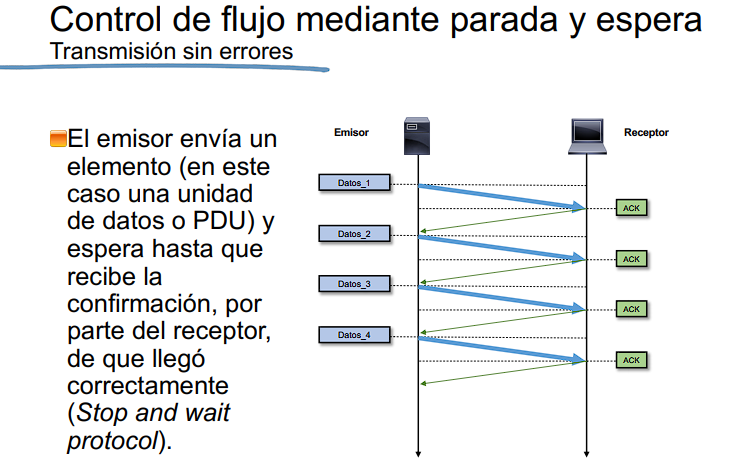 Control de flujo mediante parada y espera
Transmisión sin errores
El emisor envía un
elemento (en este
caso una unidad
de datos o PDU) y
espera hasta que
recibe la
confirmación, por
parte del receptor,
de que llegó
correctamente
(Stop and wait
protocol).
Emisor
Receptor
Datos_1
ACK
Datos_2
ACK
Datos_3
ACK
Datos_4
ACK